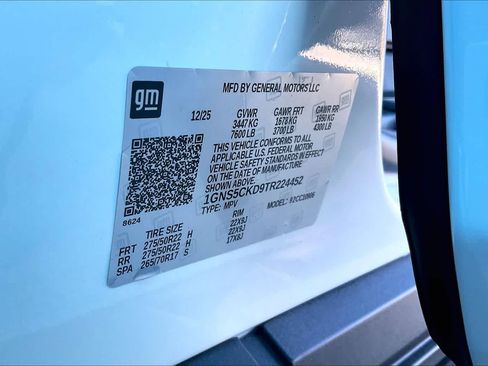 gm
MFD BY GENERAL MOTORS LLC
12/25 GVWR GAWR FRT GAWR RR
3447 KG 1678 KG 1950 KG
7600 LB 3700 LB 4300 LB
THIS VEHICLE CONFORMS TO ALL
APPLICABLE U.S. FEDERAL MOTOR
VEHICLE SAFETY STANDARDS IN EFFECT
ON THE DATE OF MANUFACTURE SHOWN ABOVE.
1GNS5CKD9TR224452
TYPE: MPV MODEL: 92CC10906
8624
TIRE SIZE RIM
FRT 275/50R22 H 22X9J
RR 275/50R22 H 22X9J
SPA 265/70R17 S 17X8J